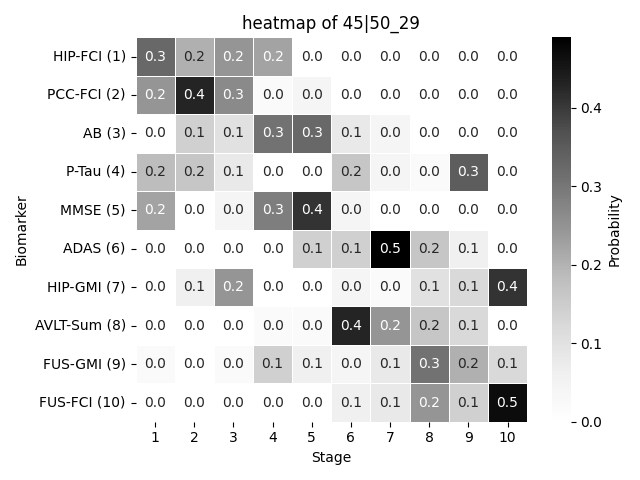 heatmap of 45|50_29
HIP-FCI (1) 0.3 0.2 0.2 0.2 0.0 0.0 0.0 0.0 0.0 0.0
PCC-FCI (2) 0.2 0.4 0.3 0.0 0.0 0.0 0.0 0.0 0.0 0.0
AB (3) 0.0 0.1 0.1 0.3 0.3 0.1 0.0 0.0 0.0 0.0
P-Tau (4) 0.2 0.2 0.1 0.0 0.0 0.2 0.0 0.0 0.3 0.0
MMSE (5) 0.2 0.0 0.0 0.3 0.4 0.0 0.0 0.0 0.0 0.0
ADAS (6) 0.0 0.0 0.0 0.0 0.1 0.1 0.5 0.2 0.1 0.0
HIP-GMI (7) 0.0 0.1 0.2 0.0 0.0 0.0 0.0 0.1 0.1 0.4
AVLT-Sum (8) 0.0 0.0 0.0 0.0 0.0 0.4 0.2 0.2 0.1 0.0
FUS-GMI (9) 0.0 0.0 0.0 0.1 0.1 0.0 0.1 0.3 0.2 0.1
FUS-FCI (10) 0.0 0.0 0.0 0.0 0.0 0.1 0.1 0.2 0.1 0.5
1 2 3 4 5 6 7 8 9 10
Stage
Biomarker
0.4
0.3
0.2
0.1
0.0
Probability